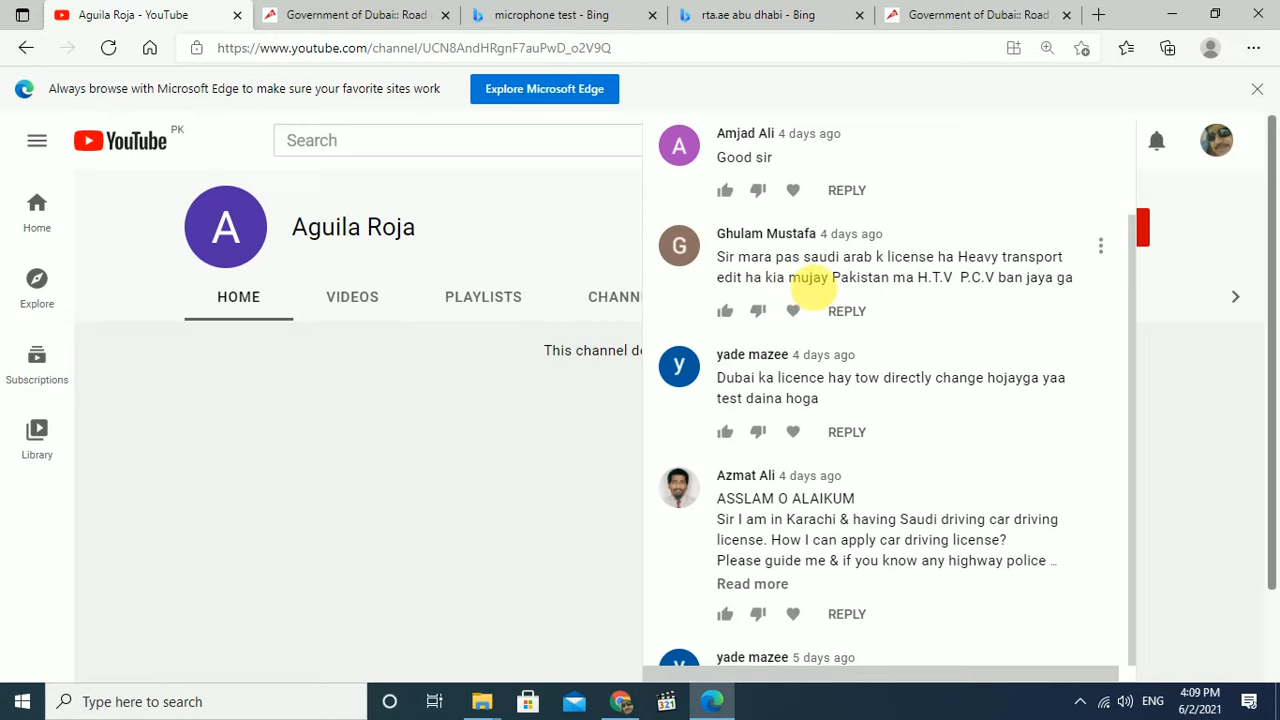 Aguila Roja - YouTube
Government of Dubai:: Road
microphone test - Bing
rta.ae abu dhabi - Bing
Government of Dubai:: Road
https://www.youtube.com/channel/UCN8AndHRgnF7auPwD_o2V9Q
Always browse with Microsoft Edge to make sure your favorite sites work
Explore Microsoft Edge
YouTube PK
Search
Home
Explore
Subscriptions
Library
A
Aguila Roja
HOME
VIDEOS
PLAYLISTS
CHANN
This channel do
A
Amjad Ali 4 days ago
Good sir
REPLY
G
Ghulam Mustafa 4 days ago
Sir mara pas saudi arab k license ha Heavy transport
edit ha kia mujay Pakistan ma H.T.V P.C.V ban jaya ga
REPLY
y
yade mazee 4 days ago
Dubai ka licence hay tow directly change hojayga yaa
test daina hoga
REPLY
Azmat Ali 4 days ago
ASSLAM O ALAIKUM
Sir I am in Karachi & having Saudi driving car driving
license. How I can apply car driving license?
Please guide me & if you know any highway police ...
Read more
REPLY
y
yade mazee 5 days ago
Type here to search
321
ENG
4:09 PM
6/2/2021